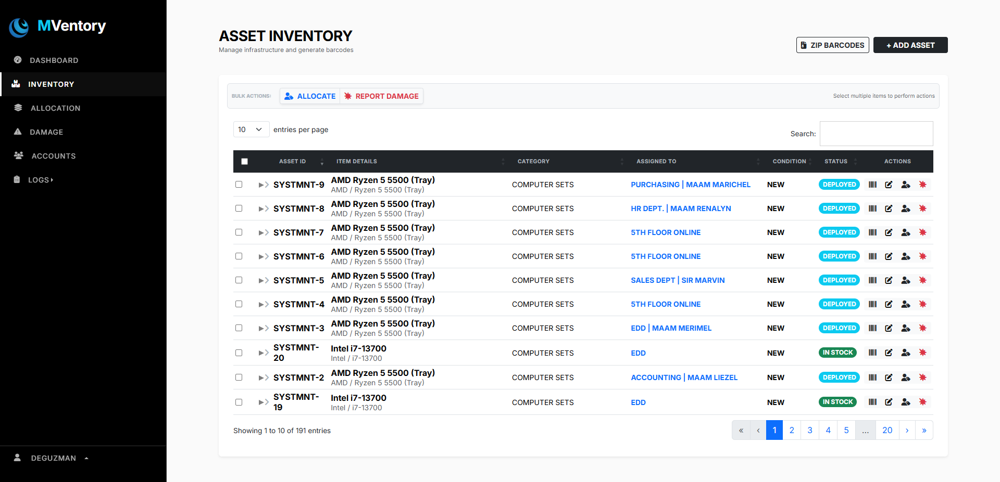 MVentory
DASHBOARD
INVENTORY
ALLOCATION
DAMAGE
ACCOUNTS
LOGS
DEGUZMAN
ASSET INVENTORY
Manage infrastructure and generate barcodes
ZIP BARCODES
+ ADD ASSET
BULK ACTIONS: ALLOCATE REPORT DAMAGE Select multiple items to perform actions
10 entries per page
Search:
ASSET ID ITEM DETAILS CATEGORY ASSIGNED TO CONDITION STATUS ACTIONS
SYSTMNT-9 AMD Ryzen 5 5500 (Tray) COMPUTER SETS PURCHASING | MAAM MARICHEL NEW DEPLOYED
AMD / Ryzen 5 5500 (Tray)
SYSTMNT-8 AMD Ryzen 5 5500 (Tray) COMPUTER SETS HR DEPT. | MAAM RENALYN NEW DEPLOYED
AMD / Ryzen 5 5500 (Tray)
SYSTMNT-7 AMD Ryzen 5 5500 (Tray) COMPUTER SETS 5TH FLOOR ONLINE NEW DEPLOYED
AMD / Ryzen 5 5500 (Tray)
SYSTMNT-6 AMD Ryzen 5 5500 (Tray) COMPUTER SETS 5TH FLOOR ONLINE NEW DEPLOYED
AMD / Ryzen 5 5500 (Tray)
SYSTMNT-5 AMD Ryzen 5 5500 (Tray) COMPUTER SETS SALES DEPT | SIR MARVIN NEW DEPLOYED
AMD / Ryzen 5 5500 (Tray)
SYSTMNT-4 AMD Ryzen 5 5500 (Tray) COMPUTER SETS 5TH FLOOR ONLINE NEW DEPLOYED
AMD / Ryzen 5 5500 (Tray)
SYSTMNT-3 AMD Ryzen 5 5500 (Tray) COMPUTER SETS EDD | MAAM MERIMEL NEW DEPLOYED
AMD / Ryzen 5 5500 (Tray)
SYSTMNT- Intel i7-13700 COMPUTER SETS EDD NEW IN STOCK
20 Intel / i7-13700
SYSTMNT-2 AMD Ryzen 5 5500 (Tray) COMPUTER SETS ACCOUNTING | MAAM LIEZEL NEW DEPLOYED
AMD / Ryzen 5 5500 (Tray)
SYSTMNT- Intel i7-13700 COMPUTER SETS EDD NEW IN STOCK
19 Intel / i7-13700
Showing 1 to 10 of 191 entries
« ‹ 1 2 3 4 5 … 20 › »